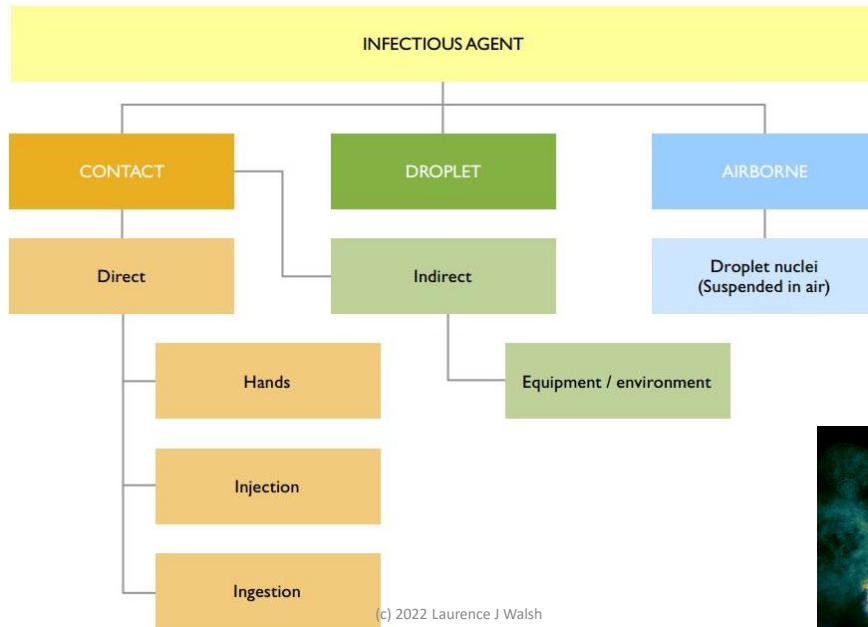 INFECTIOUS AGENT
CONTACT
DROPLET
AIRBORNE
Direct
Indirect
Droplet nuclei
(Suspended in air)
Hands
Equipment / environment
Injection
Ingestion
(c) 2022 Laurence J Walsh